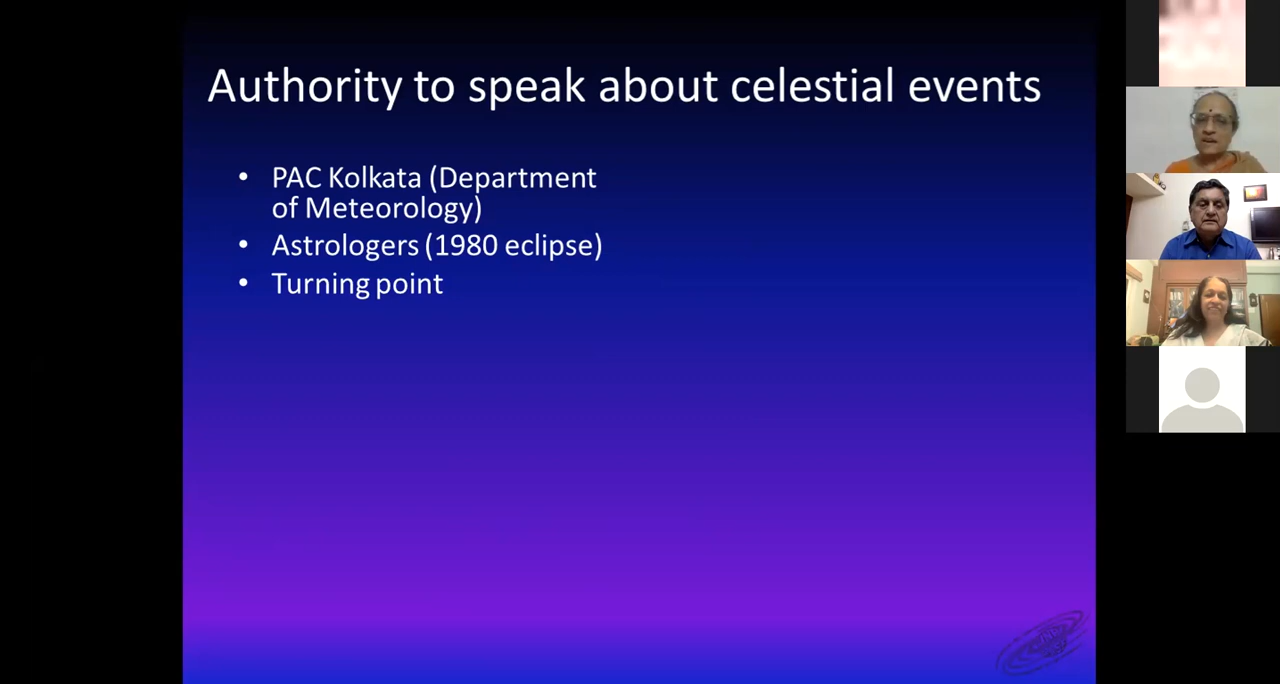 Authority to speak about celestial events
• PAC Kolkata (Department
of Meteorology)
• Astrologers (1980 eclipse)
• Turning point